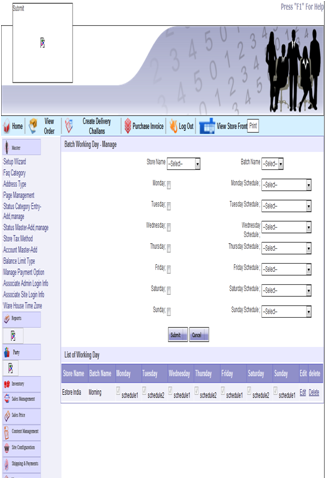 Submit
Press "F1" For Help
Home
View Order
Create Delivery Challans
Purchase Invoice
Log Out
View Store Front
Print
Master
Setup Wizard
Faq Category
Address Type
Page Management
Status Category Entry-
Add,manage
Status Master-Add,manage
Store Tax Method
Account Master-Add
Balance Limit Type
Manage Payment Option
Associate Admin Login Info
Associate Site Login Info
Ware House Time Zone
Reports
Party
Inventory
Sales Management
Sales Price
Content Management
Site Configuration
Shipping & Payments
Batch Working Day - Manage
Store Name --Select-- Batch Name --Select--
Monday: Monday Schedule: --Select--
Tuesday: Tuesday Schedule: --Select--
Wednesday: Wednesday Schedule: --Select--
Thursday: Thursday Schedule: --Select--
Friday: Friday Schedule: --Select--
Saturday: Saturday Schedule: --Select--
Sunday: Sunday Schedule: --Select--
Submit Cancel
List of Working Day
Store Name Batch Name Monday Tuesday Wednesday Thursday Friday Saturday Sunday Edit delete
Estore India Morning schedule1 schedule2 schedule1 schedule2 schedule1 schedule2 schedule1 Edit Delete